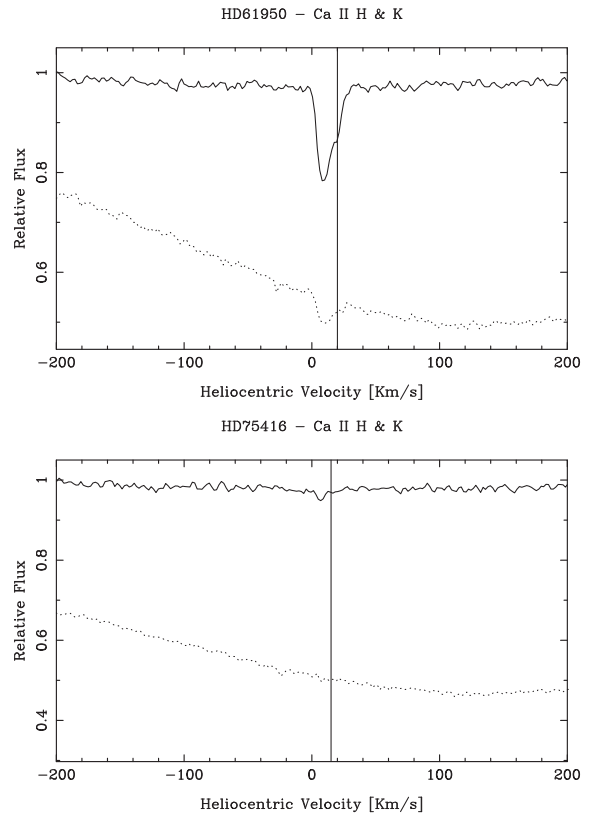 HD61950 - Ca II H & K
1
0.8
0.6
Relative Flux
-200 -100 0 100 200
Heliocentric Velocity [Km/s]
HD75416 - Ca II H & K
1
0.8
0.6
0.4
Relative Flux
-200 -100 0 100 200
Heliocentric Velocity [Km/s]